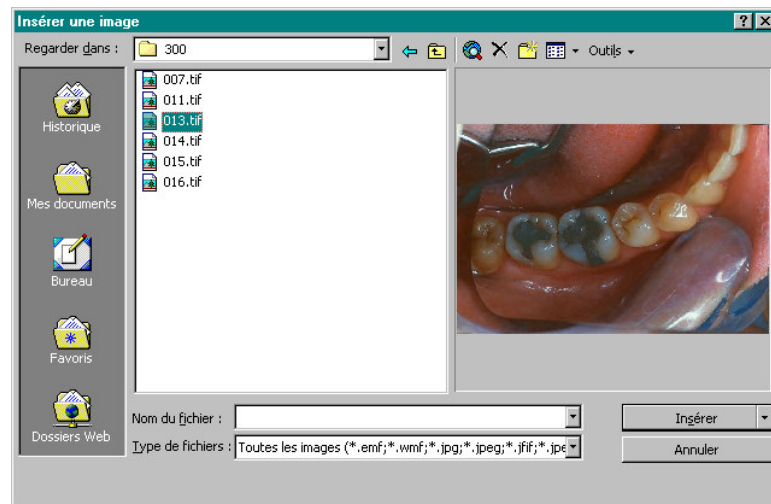 Insérer une image
Regarder dans :
300
Outils
Historique
Mes documents
Bureau
Favoris
Dossiers Web
007.tif
011.tif
013.tif
014.tif
015.tif
016.tif
Nom du fichier :
Insérer
Type de fichiers :
Toutes les images (*.emf;*.wmf;*.jpg;*.jpeg;*.jfif;*.jpe
Annuler